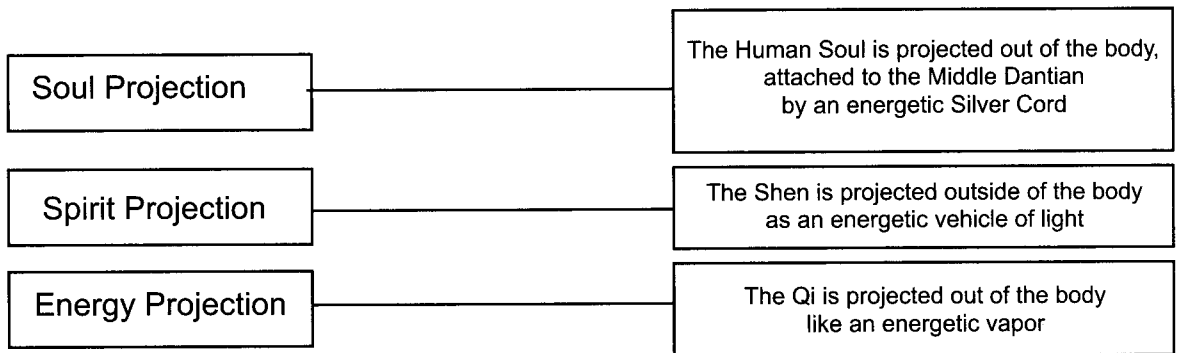 Soul Projection
The Human Soul is projected out of the body,
attached to the Middle Dantian
by an energetic Silver Cord
Spirit Projection
The Shen is projected outside of the body
as an energetic vehicle of light
Energy Projection
The Qi is projected out of the body
like an energetic vapor